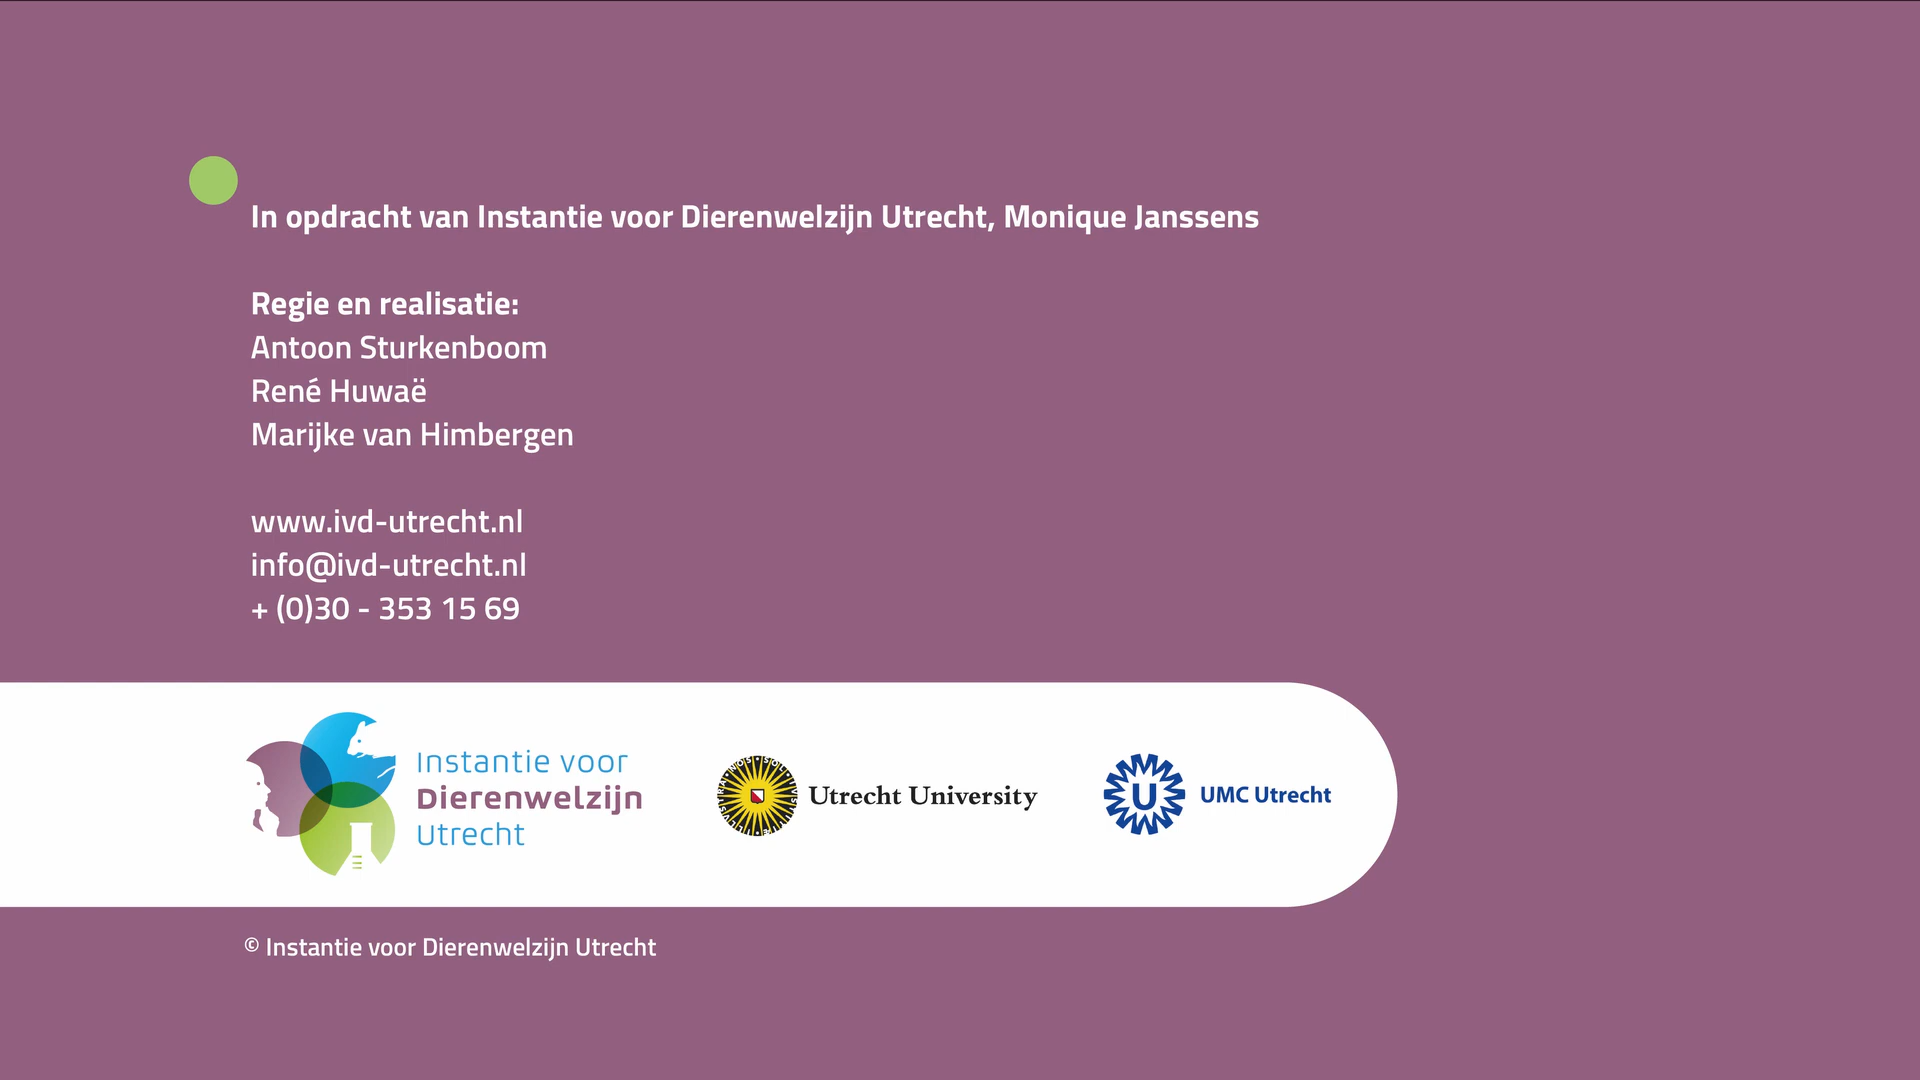 In opdracht van Instantie voor Dierenwelzijn Utrecht, Monique Janssens
Regie en realisatie:
Antoon Sturkenboom
René Huwaë
Marijke van Himbergen
www.ivd-utrecht.nl
info@ivd-utrecht.nl
+ (0)30 - 353 15 69
Instantie voor
Dierenwelzijn
Utrecht
Utrecht University
U
UMC Utrecht
© Instantie voor Dierenwelzijn Utrecht